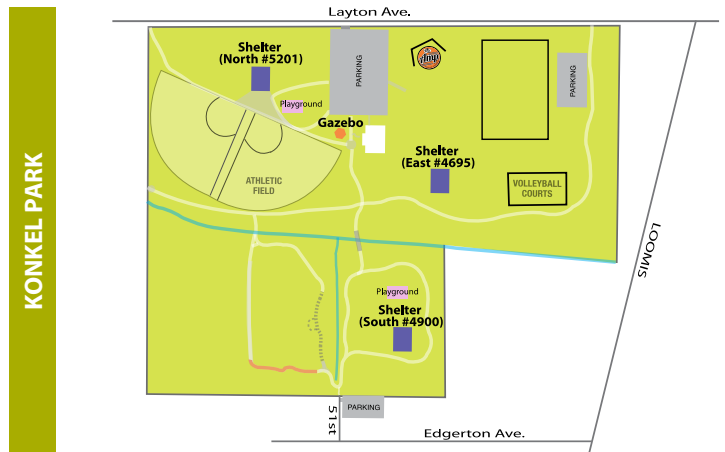 Layton Ave.
KONKEL PARK
Shelter
(North #5201)
PARKING
PARKING
Playground
Gazebo
Shelter
(East #4695)
ATHLETIC
FIELD
VOLLEYBALL
COURTS
LOOMIS
Playground
Shelter
(South #4900)
PARKING
51st
Edgerton Ave.